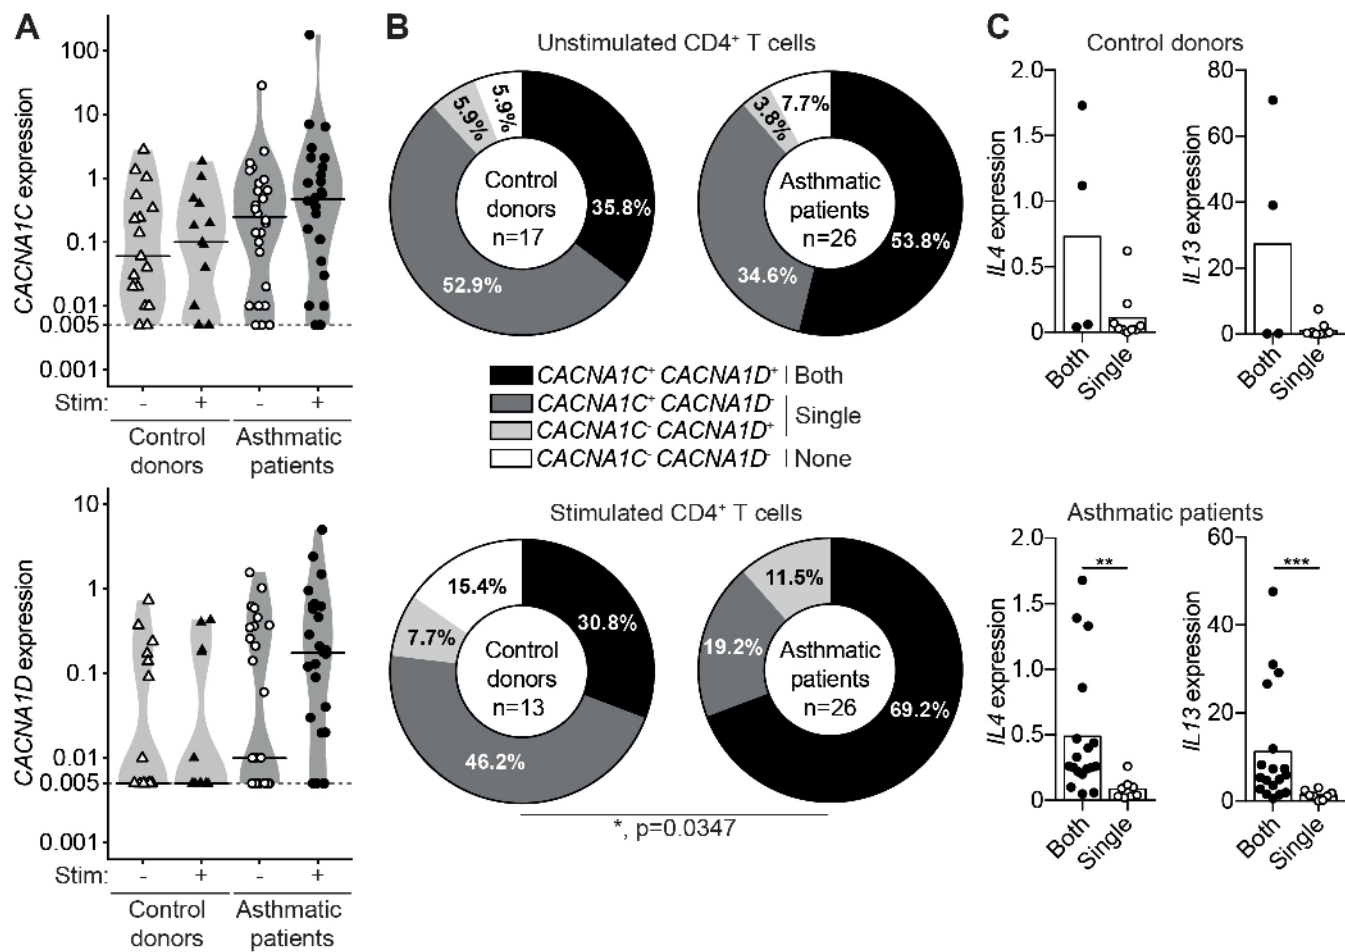 A
CACNA1C expression
100
10
1
0.1
0.01
0.005
0.001
Stim: - + - +
Control donors
Asthmatic patients
CACNA1D expression
10
1
0.1
0.01
0.005
0.001
Stim: - + - +
Control donors
Asthmatic patients
B
Unstimulated CD4⁺ T cells
5.9%
5.9%
35.8%
52.9%
Control
donors
n=17
3.8%
7.7%
53.8%
34.6%
Asthmatic
patients
n=26
CACNA1C⁺ CACNA1D⁺ Both
CACNA1C⁺ CACNA1D⁻
Single
CACNA1C⁻ CACNA1D⁺
CACNA1C⁻ CACNA1D⁻ None
Stimulated CD4⁺ T cells
15.4%
30.8%
7.7%
46.2%
Control
donors
n=13
11.5%
19.2%
69.2%
Asthmatic
patients
n=26
*, p=0.0347
C
Control donors
IL4 expression
2.0
1.5
1.0
0.5
0
Both
Single
IL13 expression
80
60
40
20
0
Both
Single
Asthmatic patients
IL4 expression
2.0
1.5
1.0
0.5
0
**
Both
Single
IL13 expression
60
40
20
0
***
Both
Single